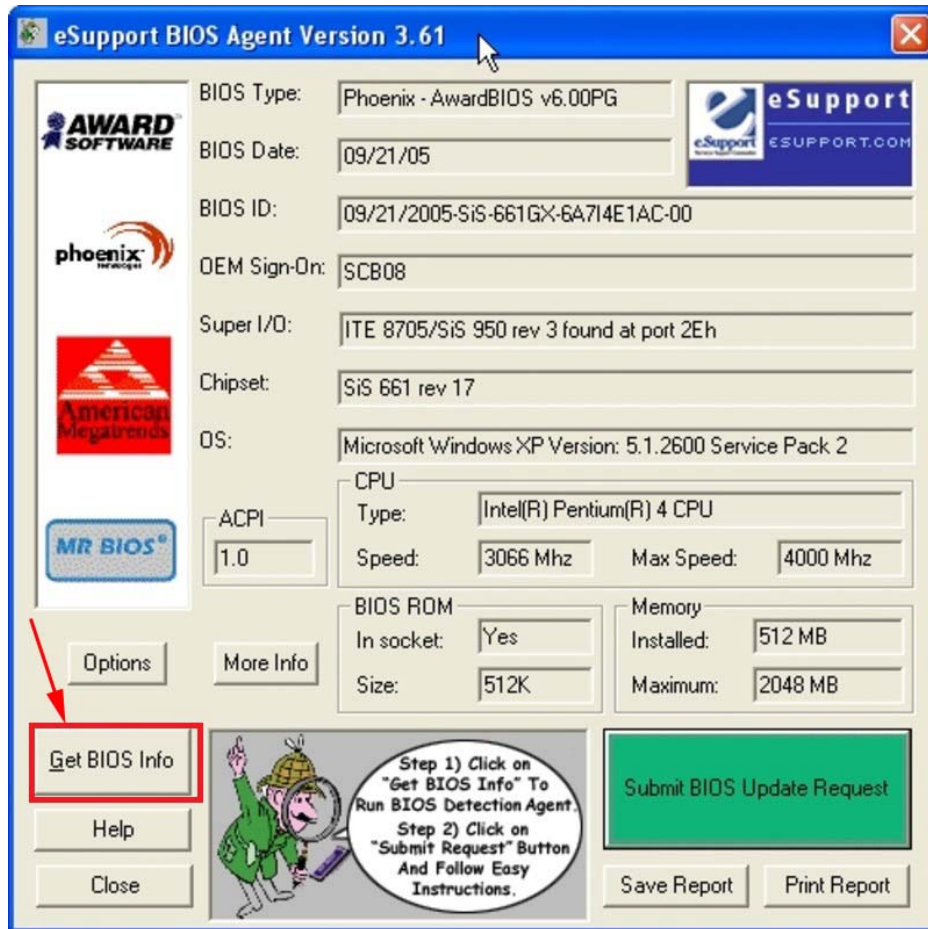 eSupport BIOS Agent Version 3.61
AWARD
SOFTWARE
phoenix
technologies
American
Megatrends
MR BIOS®
BIOS Type: Phoenix - AwardBIOS v6.00PG
BIOS Date: 09/21/05
eSupport
eSupport
ESUPPORT.COM
BIOS ID: 09/21/2005-SiS-661GX-6A7I4E1AC-00
OEM Sign-On: SCB08
Super I/O: ITE 8705/SiS 950 rev 3 found at port 2Eh
Chipset: SiS 661 rev 17
OS: Microsoft Windows XP Version: 5.1.2600 Service Pack 2
ACPI
1.0
CPU
Type: Intel(R) Pentium(R) 4 CPU
Speed: 3066 Mhz Max Speed: 4000 Mhz
BIOS ROM
In socket: Yes
Size: 512K
Memory
Installed: 512 MB
Maximum: 2048 MB
Options
More Info
Get BIOS Info
Help
Close
Step 1) Click on
"Get BIOS Info" To
Run BIOS Detection Agent.
Step 2) Click on
"Submit Request" Button
And Follow Easy
Instructions.
Submit BIOS Update Request
Save Report
Print Report